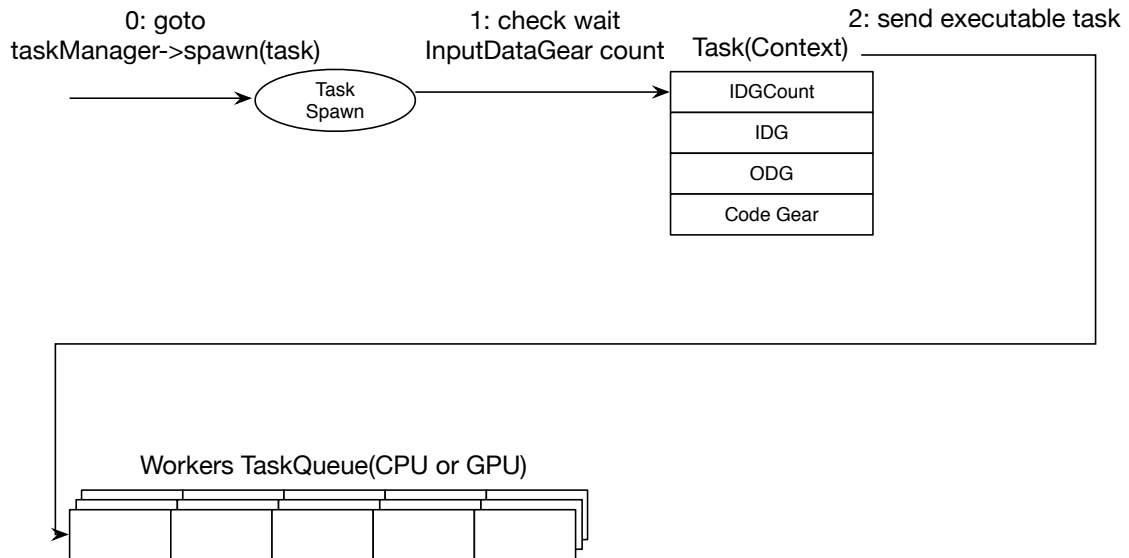 0: goto
taskManager->spawn(task)
1: check wait
InputDataGear count
2: send executable task
Task(Context)
Task
Spawn
IDGCount
IDG
ODG
Code Gear
Workers TaskQueue(CPU or GPU)